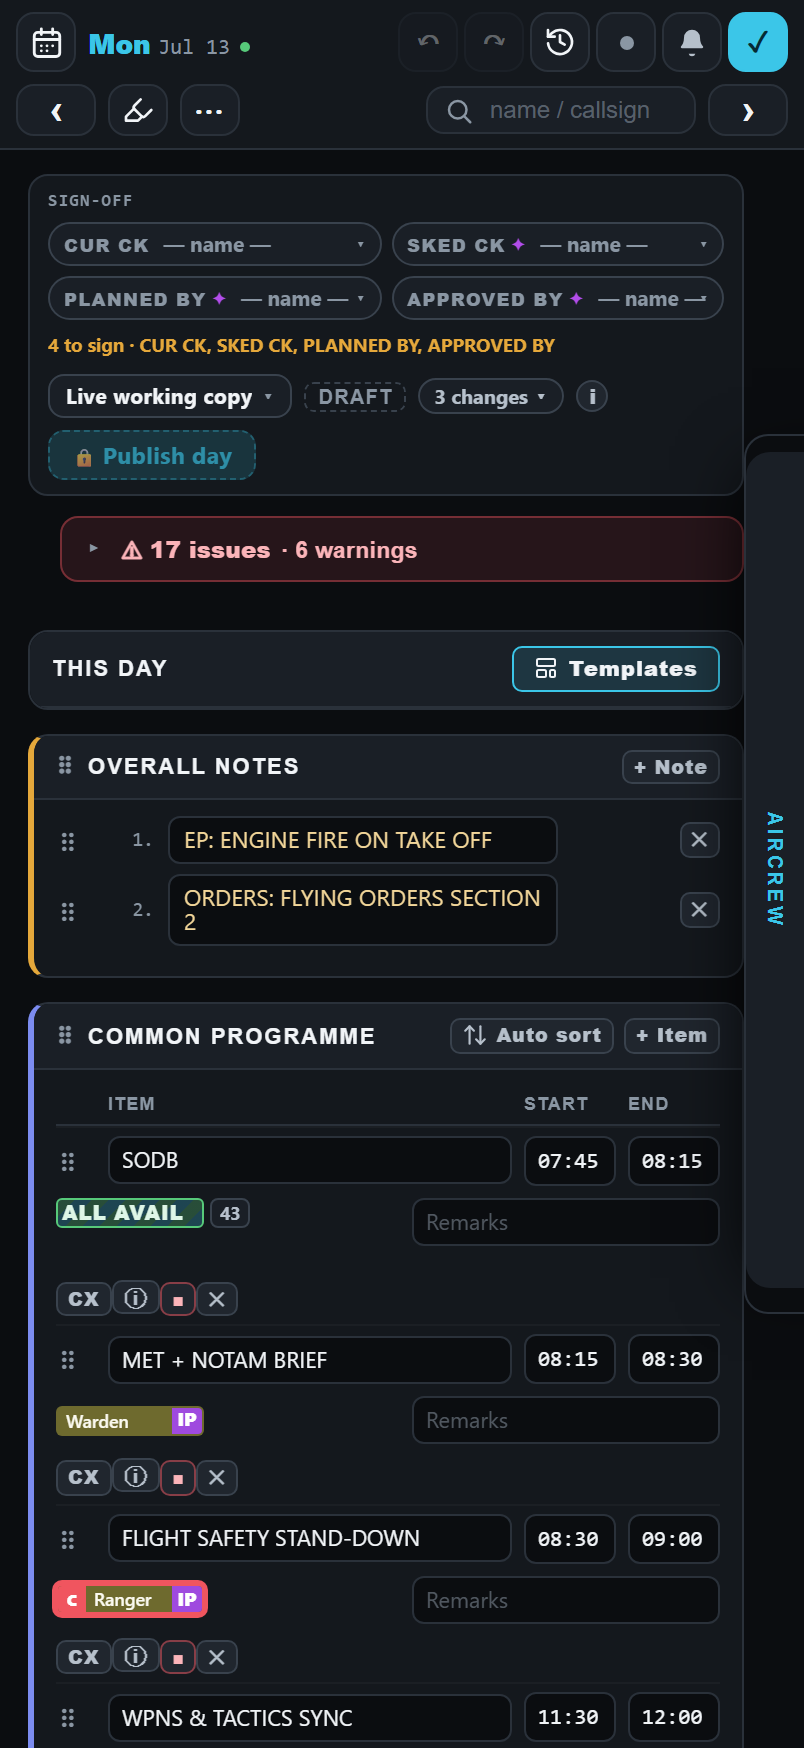 Mon Jul 13
name / callsign
SIGN-OFF
CUR CK — name —
SKED CK ✦ — name —
PLANNED BY ✦ — name —
APPROVED BY ✦ — name —
4 to sign · CUR CK, SKED CK, PLANNED BY, APPROVED BY
Live working copy
DRAFT
3 changes
i
Publish day
17 issues · 6 warnings
THIS DAY
Templates
OVERALL NOTES
+ Note
1. EP: ENGINE FIRE ON TAKE OFF
2. ORDERS: FLYING ORDERS SECTION
2
AIRCREW
COMMON PROGRAMME
Auto sort
+ Item
ITEM START END
SODB 07:45 08:15
ALL AVAIL 43 Remarks
CX
MET + NOTAM BRIEF 08:15 08:30
Warden IP Remarks
CX
FLIGHT SAFETY STAND-DOWN 08:30 09:00
c Ranger IP Remarks
CX
WPNS & TACTICS SYNC 11:30 12:00